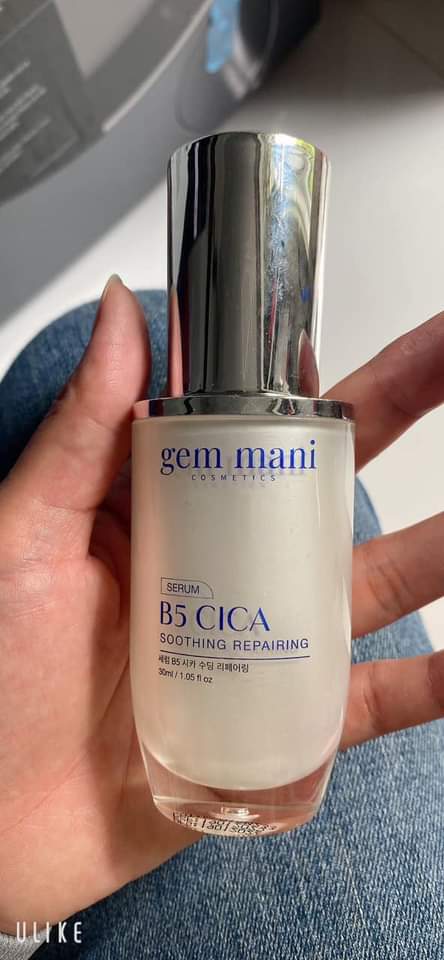 gem mani
COSMETICS
SERUM
B5 CICA
SOOTHING REPAIRING
세럼 B5 시카 수딩 리페어링
30ml / 1.05 fl oz
ULIKE